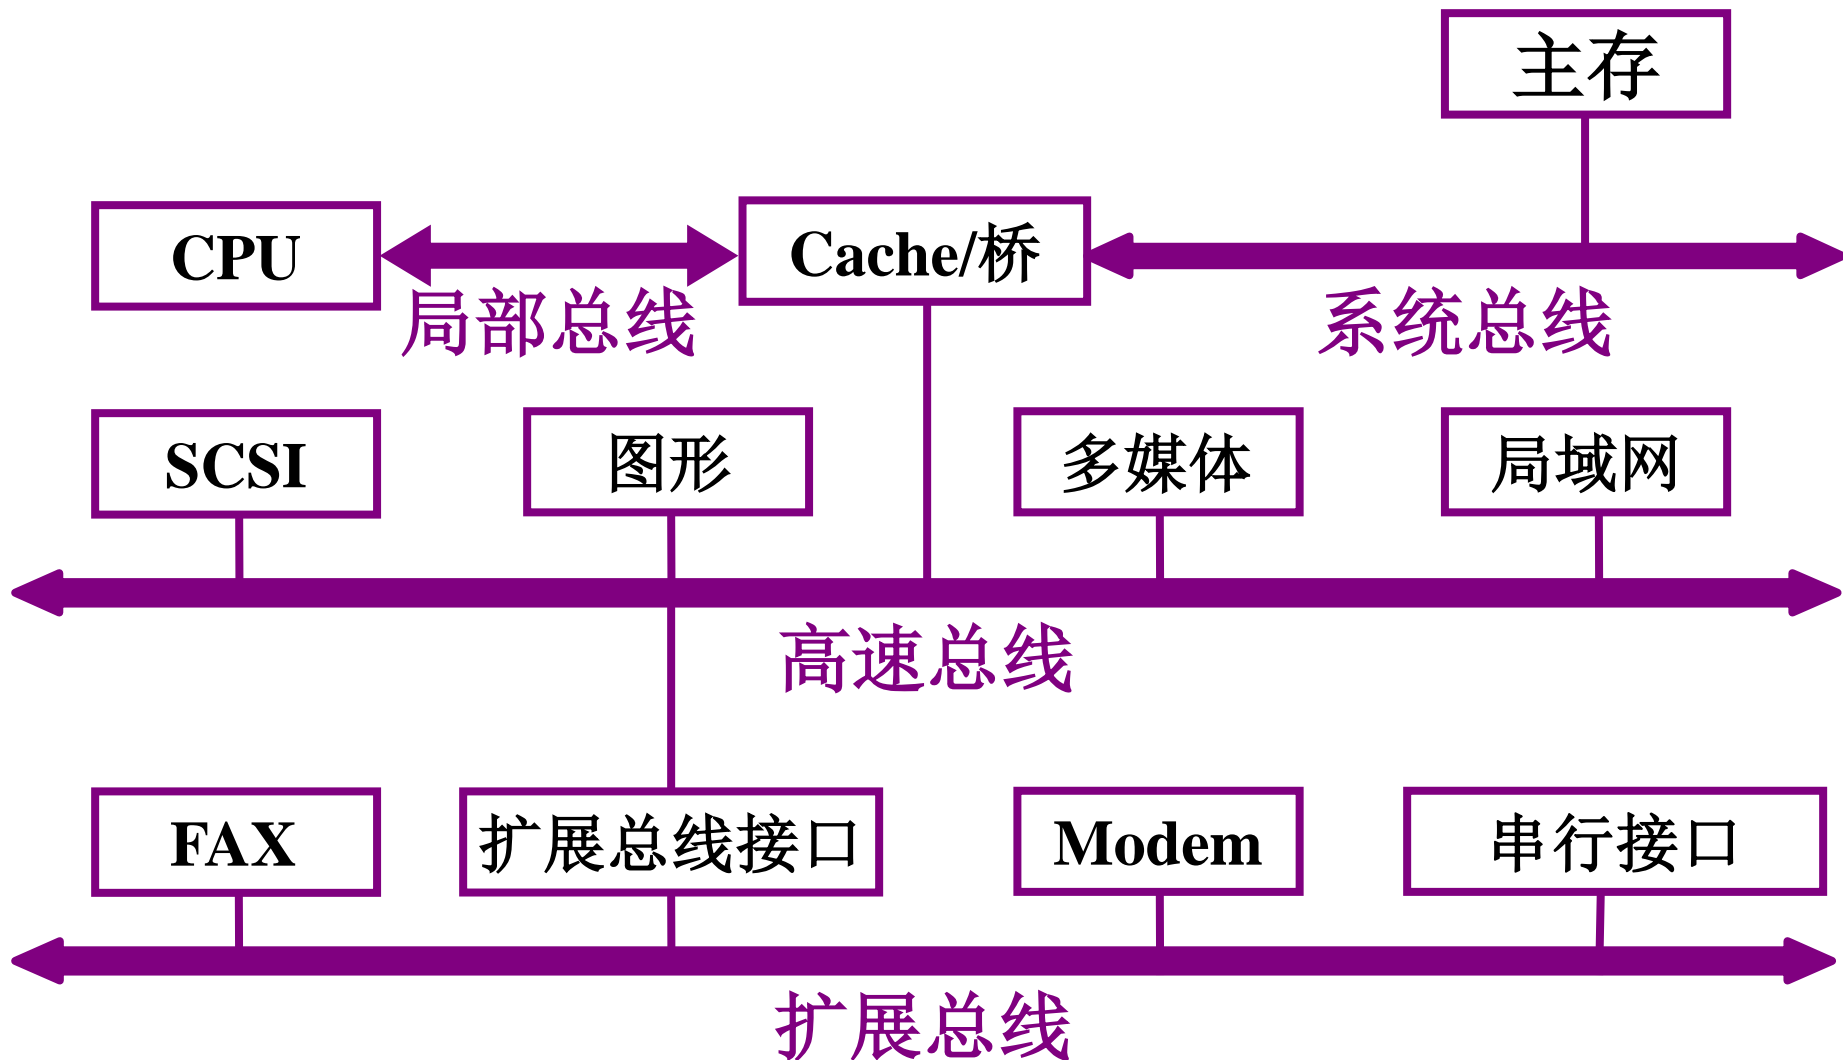 主存
CPU
Cache/桥
局部总线
系统总线
SCSI
图形
多媒体
局域网
高速总线
FAX
扩展总线接口
Modem
串行接口
扩展总线